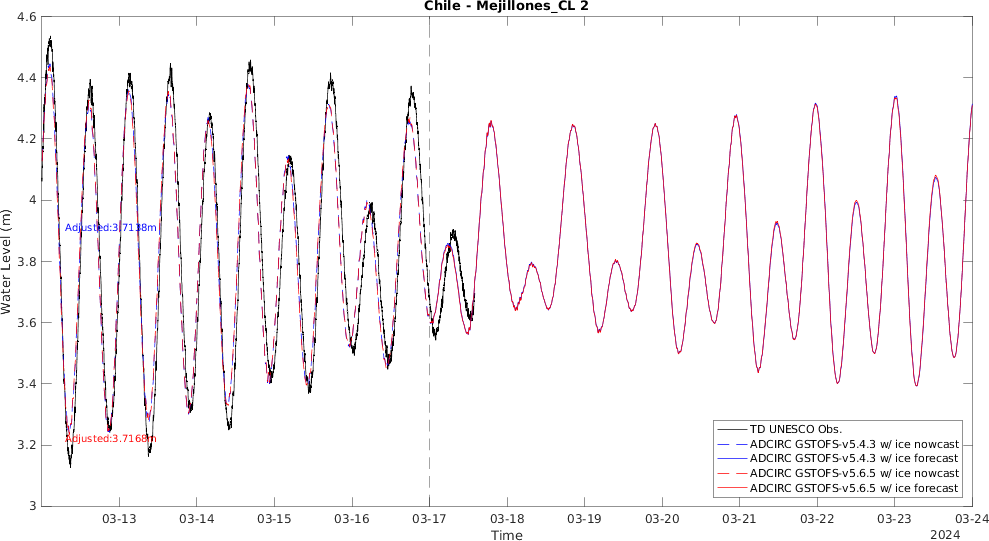 Chile - Mejillones_CL 2
4.6
4.4
4.2
4
3.8
3.6
3.4
3.2
3
Water Level (m)
Adjusted:3.7138m
Adjusted:3.7168m
TD UNESCO Obs.
ADCIRC GSTOFS-v5.4.3 w/ ice nowcast
ADCIRC GSTOFS-v5.4.3 w/ ice forecast
ADCIRC GSTOFS-v5.6.5 w/ ice nowcast
ADCIRC GSTOFS-v5.6.5 w/ ice forecast
03-13 03-14 03-15 03-16 03-17 03-18 03-19 03-20 03-21 03-22 03-23 03-24
Time
2024